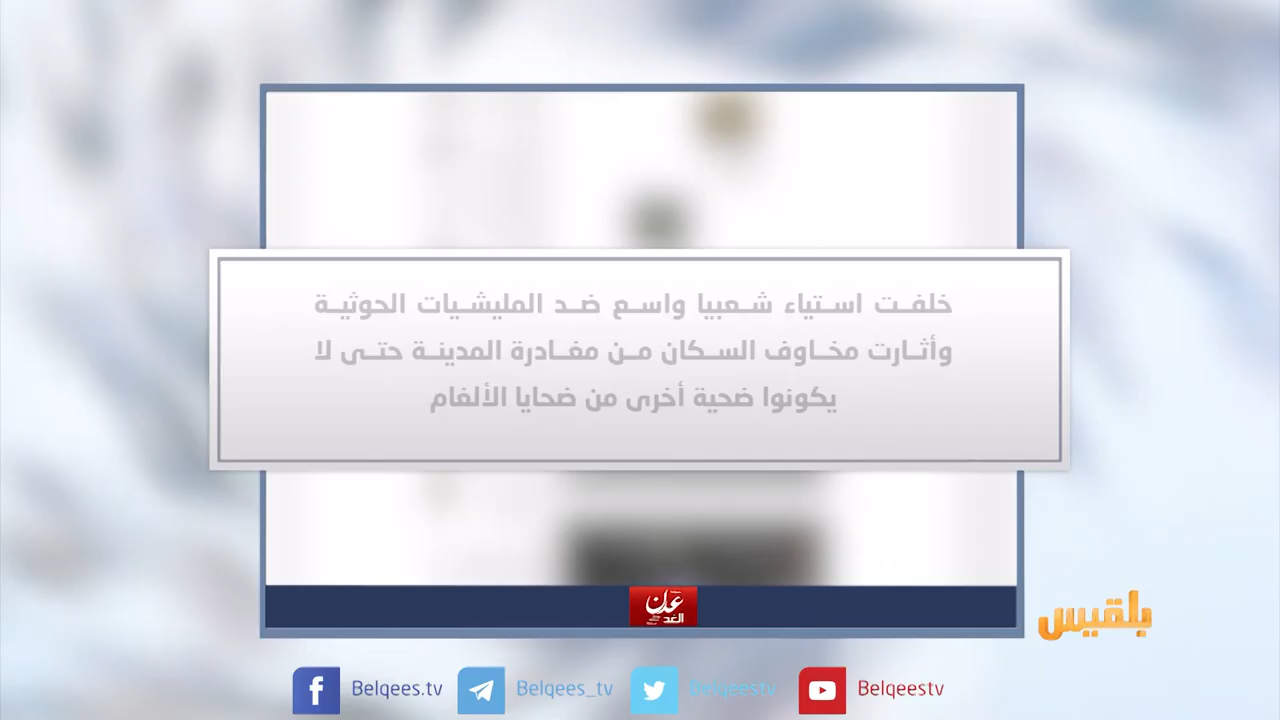 خلفت استياء شعبيا واسع ضد المليشيات الحوثية
وأثارت مخاوف السكان من مغادرة المدينة حتى لا
يكونوا ضحية أخرى من ضحايا الألغام
عدن
الغد
بلقيس
Belqees.tv
Belqees_tv
Belqeestv
Belqeestv